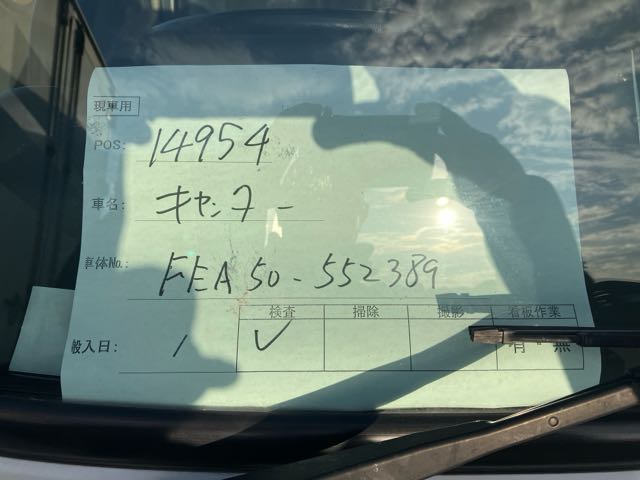 現車用
POS: 14954
車名: キャンター
車体No.: FEA50-552389
検査 掃除 撮影 看板作業
搬入日: / ✓ 有・無